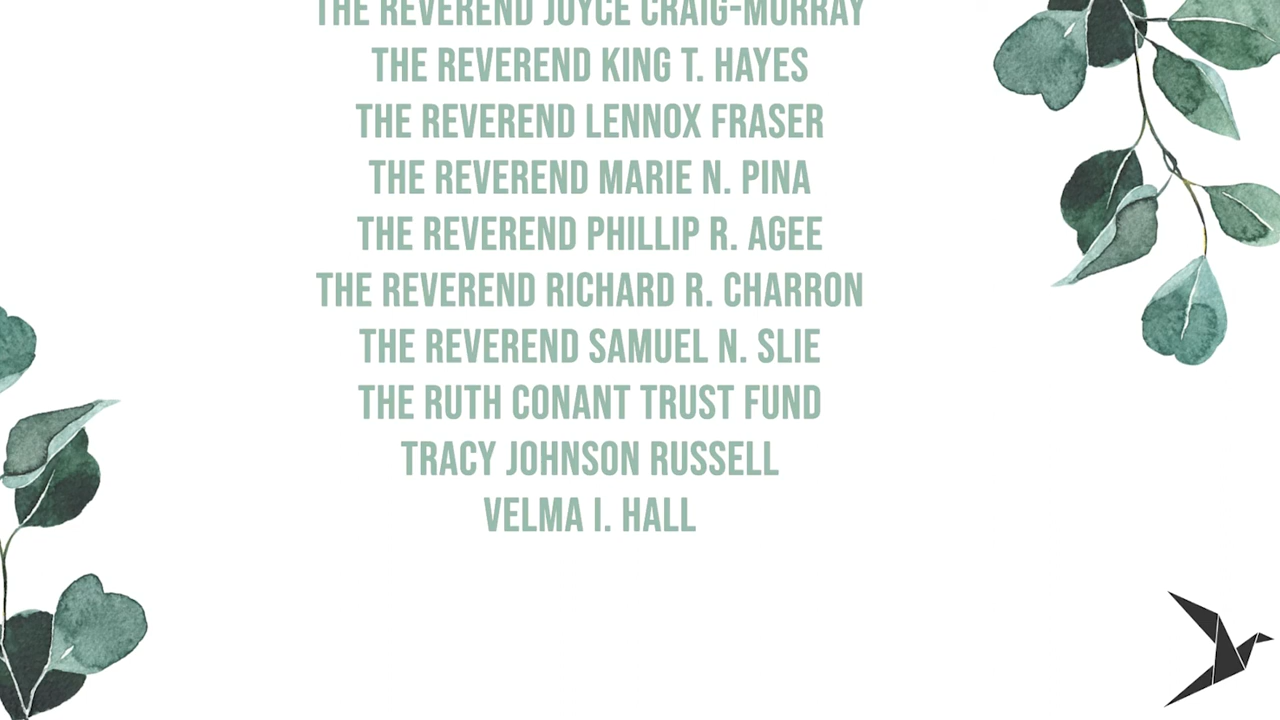 THE REVEREND JOYCE CRAIG-MURRAY
THE REVEREND KING T. HAYES
THE REVEREND LENNOX FRASER
THE REVEREND MARIE N. PINA
THE REVEREND PHILLIP R. AGEE
THE REVEREND RICHARD R. CHARRON
THE REVEREND SAMUEL N. SLIE
THE RUTH CONANT TRUST FUND
TRACY JOHNSON RUSSELL
VELMA I. HALL